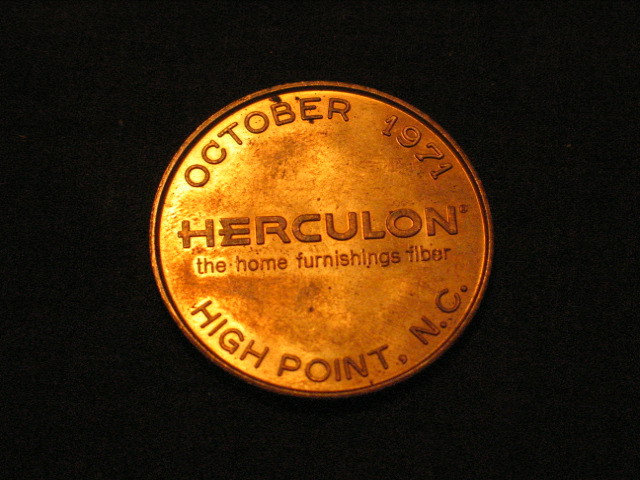 OCTOBER 1971
HERCULON®
the home furnishings fiber
HIGH POINT, N.C.